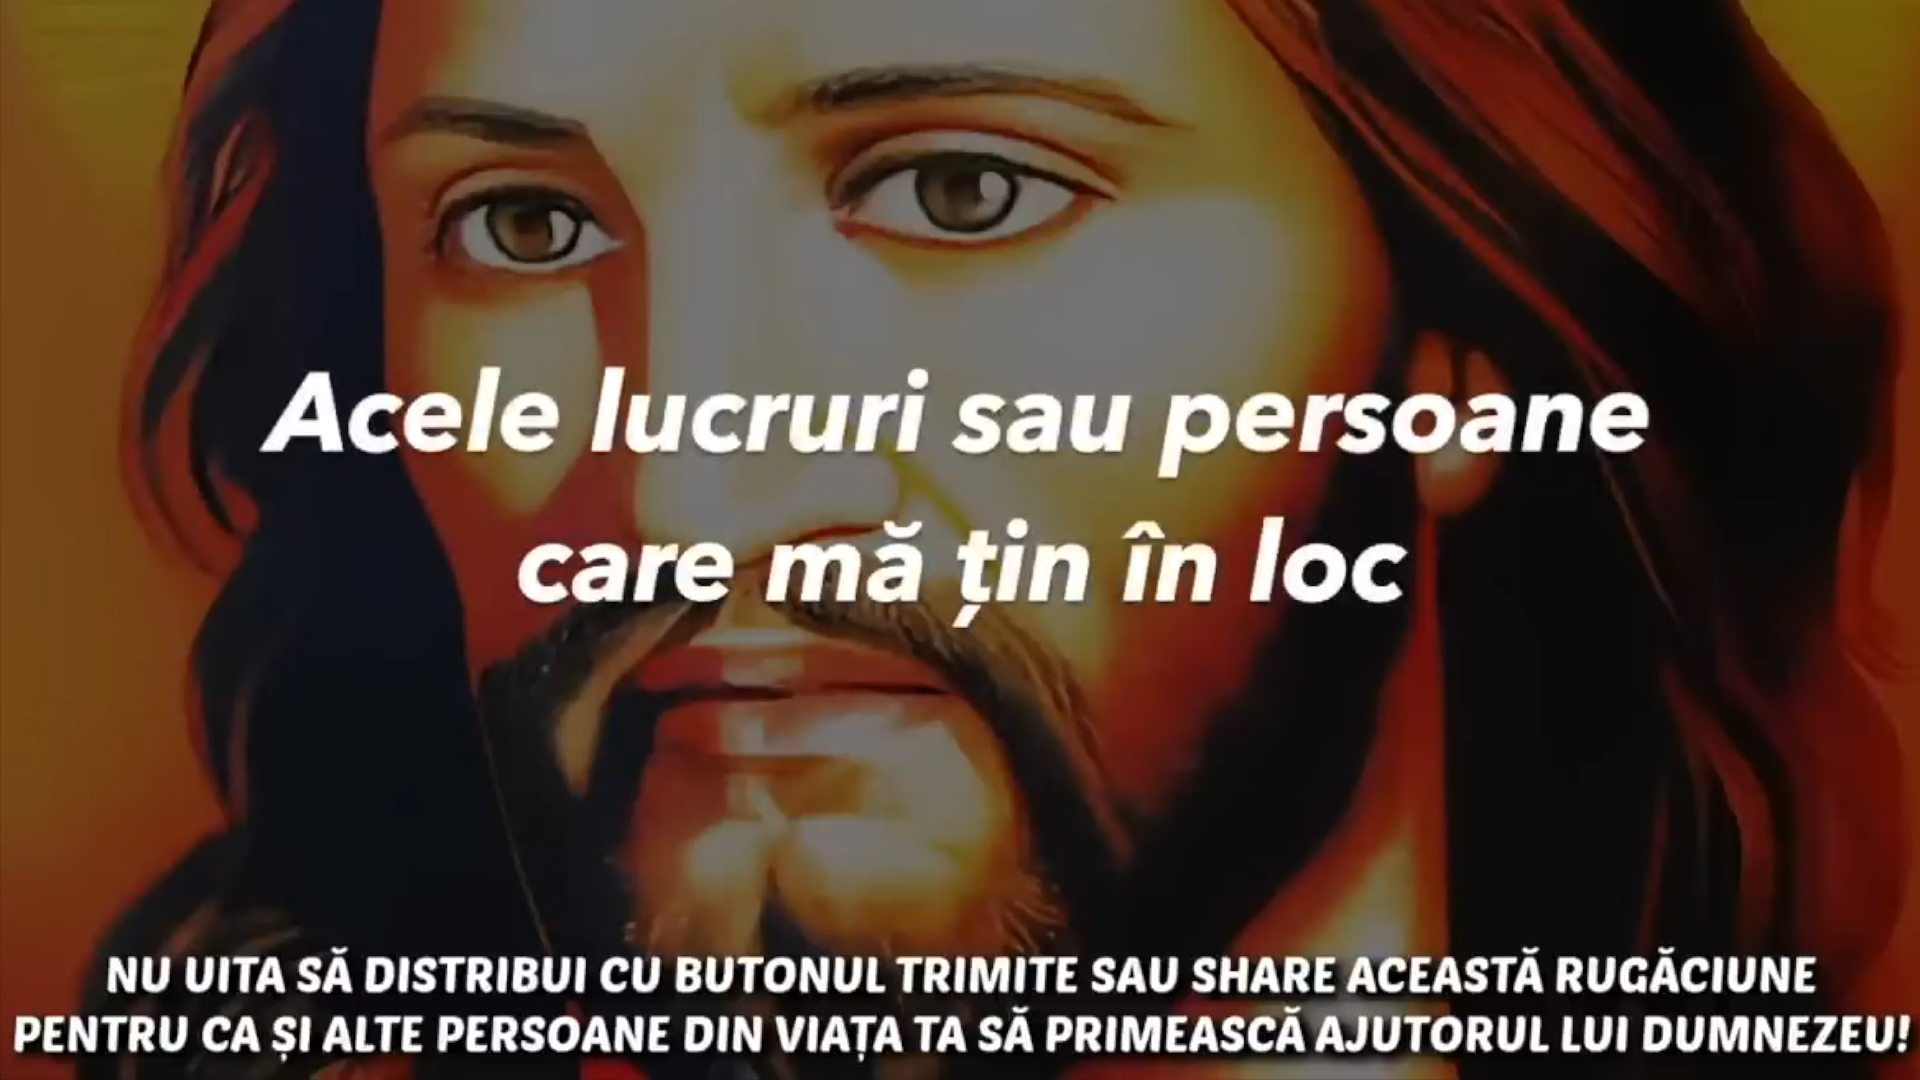 Acele lucruri sau persoane
care mă țin în loc
NU UITA SĂ DISTRIBUI CU BUTONUL TRIMITE SAU SHARE ACEASTĂ RUGĂCIUNE
PENTRU CA ȘI ALTE PERSOANE DIN VIAȚA TA SĂ PRIMEASCĂ AJUTORUL LUI DUMNEZEU!